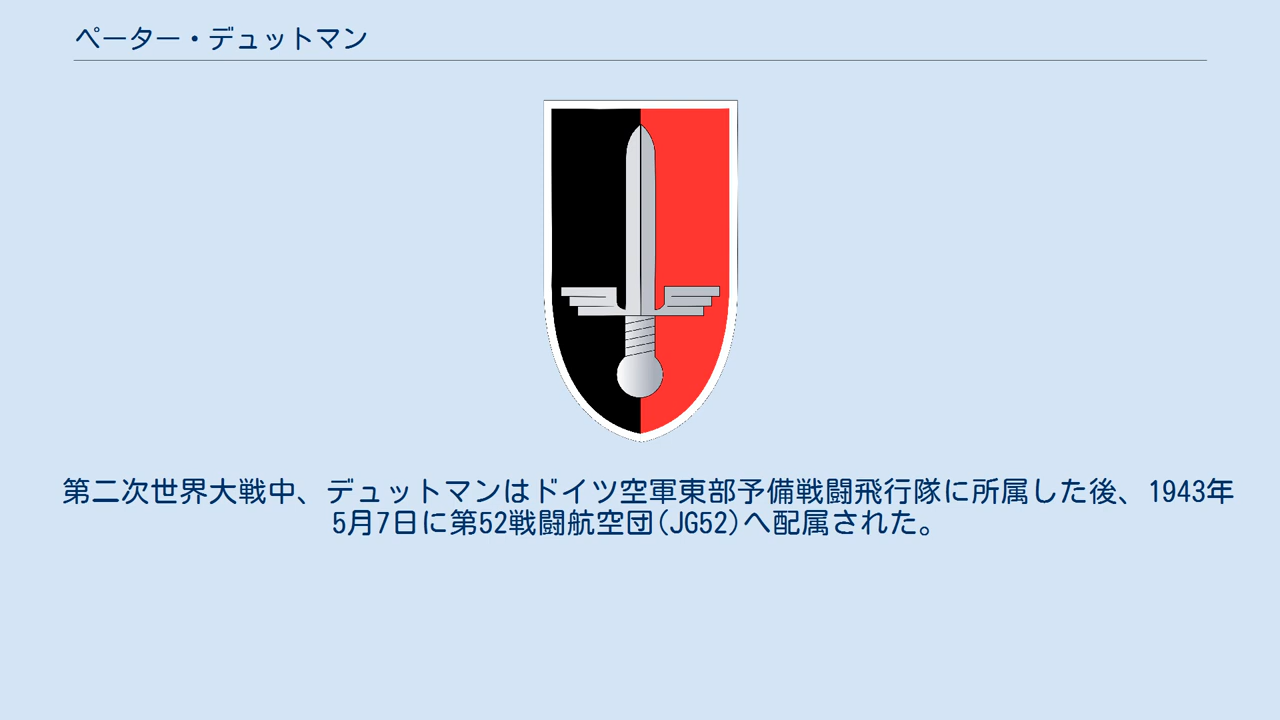 ペーター・デュットマン
第二次世界大戦中、デュットマンはドイツ空軍東部予備戦闘飛行隊に所属した後、1943年
5月7日に第52戦闘航空団(JG52)へ配属された。